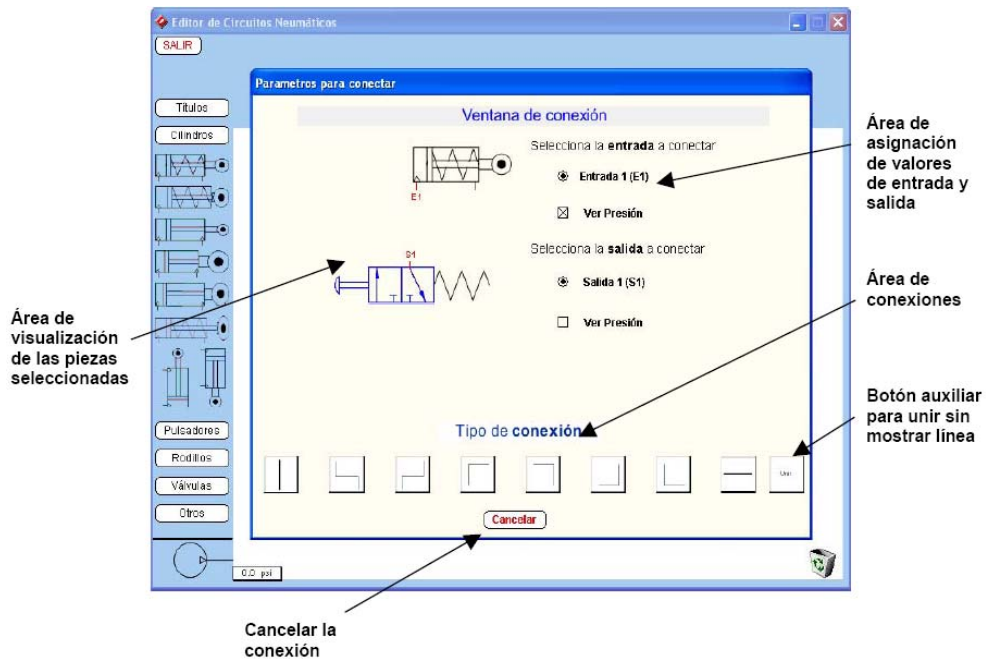 Editor de Circuitos Neumáticos
SALIR
Parametros para conectar
Títulos
Ventana de conexión
Cilindros
Selecciona la entrada a conectar
Entrada 1 (E1)
E1
Ver Presión
Selecciona la salida a conectar
S1
Salida 1 (S1)
Ver Presión
Tipo de conexión
Pulsadores
Rodillos
Válvulas
Otros
Unir
Cancelar
0.0 psi
Área de
asignación
de valores
de entrada y
salida
Área de
conexiones
Área de
visualización
de las piezas
seleccionadas
Botón auxiliar
para unir sin
mostrar línea
Cancelar la
conexión